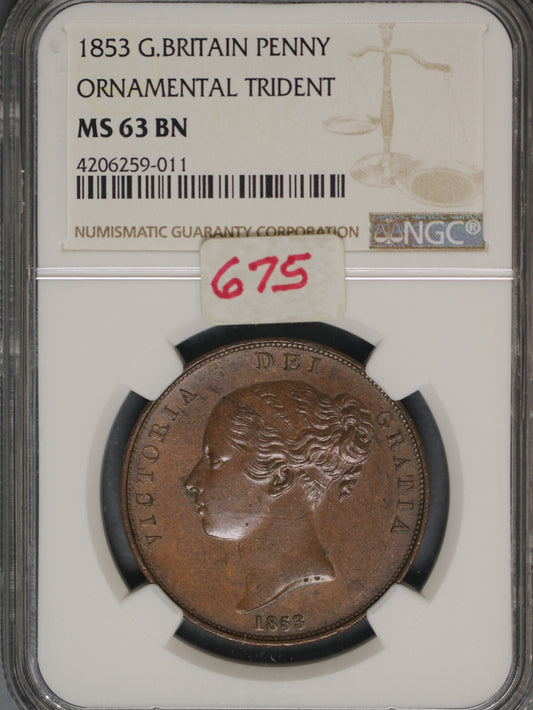 1853 G.BRITAIN PENNY
ORNAMENTAL TRIDENT
MS 63 BN
4206259-011
NUMISMATIC GUARANTY CORPORATION
NGC®
675
VICTORIA DEI GRATIA
1853